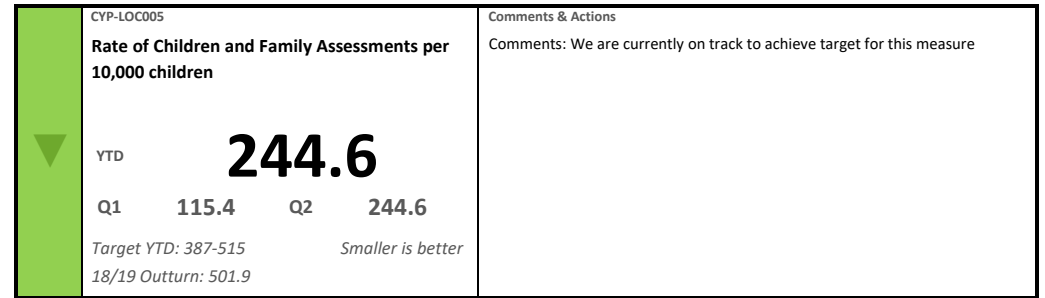 CYP-LOC005
Rate of Children and Family Assessments per
10,000 children
YTD 244.6
Q1 115.4 Q2 244.6
Target YTD: 387-515 Smaller is better
18/19 Outturn: 501.9
Comments & Actions
Comments: We are currently on track to achieve target for this measure